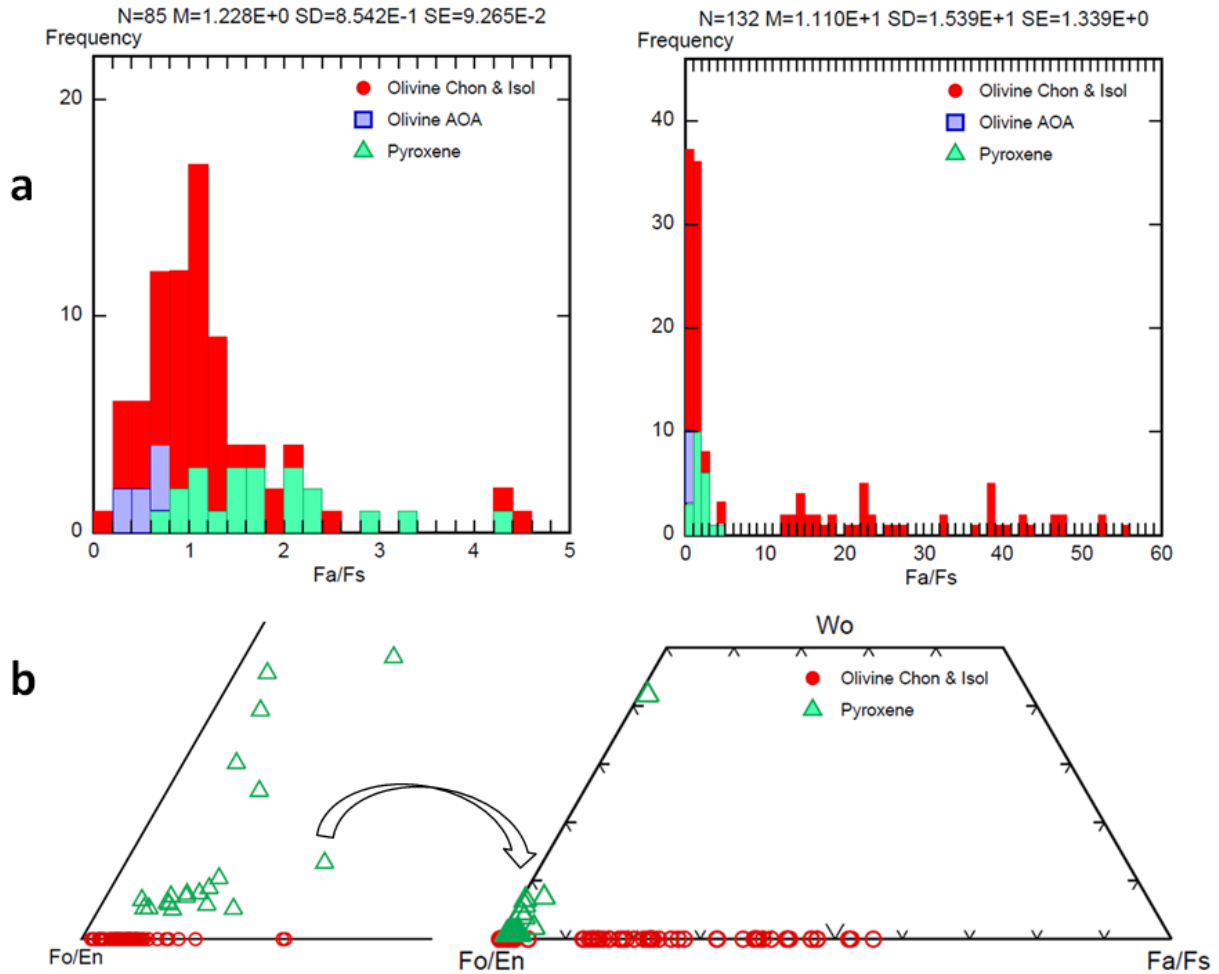 N=85 M=1.228E+0 SD=8.542E-1 SE=9.265E-2
Frequency
20
10
0
0 1 2 3 4 5
Fa/Fs
Olivine Chon & Isol
Olivine AOA
Pyroxene
a
N=132 M=1.110E+1 SD=1.539E+1 SE=1.339E+0
Frequency
40
30
20
10
0
0 10 20 30 40 50 60
Fa/Fs
Olivine Chon & Isol
Olivine AOA
Pyroxene
b
Fo/En
Wo
Olivine Chon & Isol
Pyroxene
Fo/En
Fa/Fs